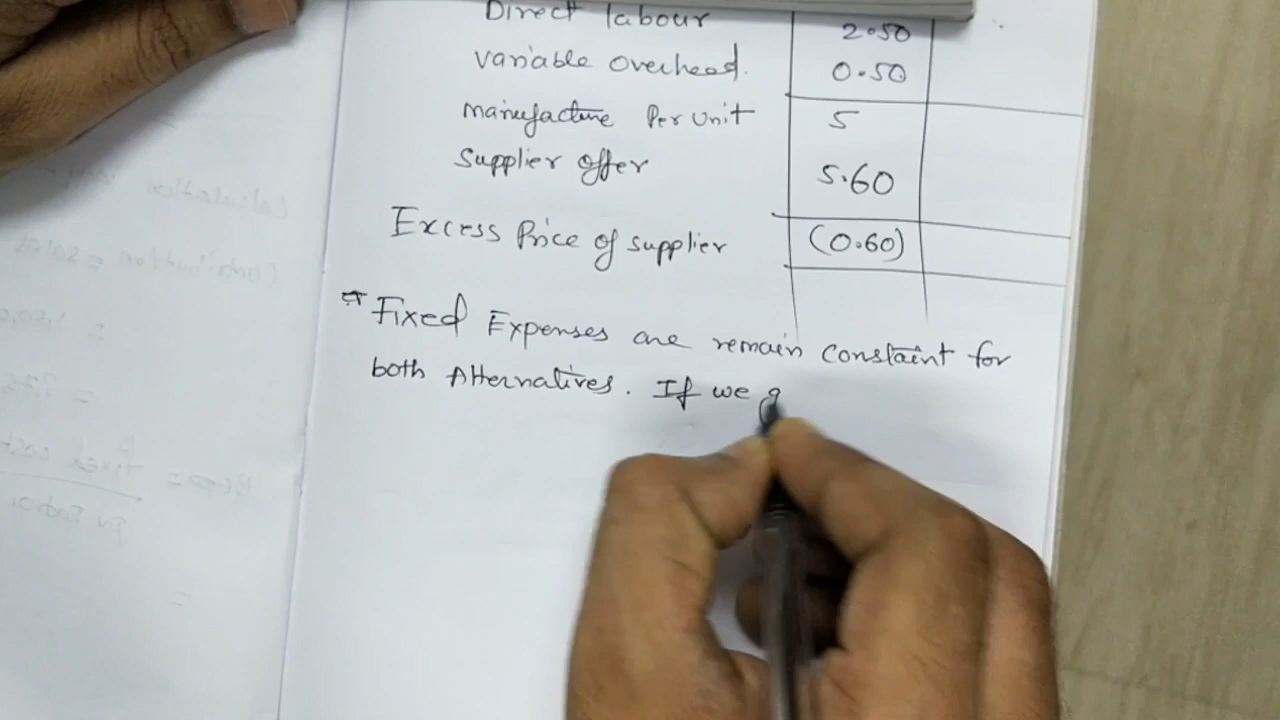 Direct labour 2.50
Variable Overhead. 0.50
Manufacture Per Unit 5
Supplier Offer 5.60
Excess Price of supplier (0.60)
Fixed Expenses are remain constaint for
both Alternatives. If we